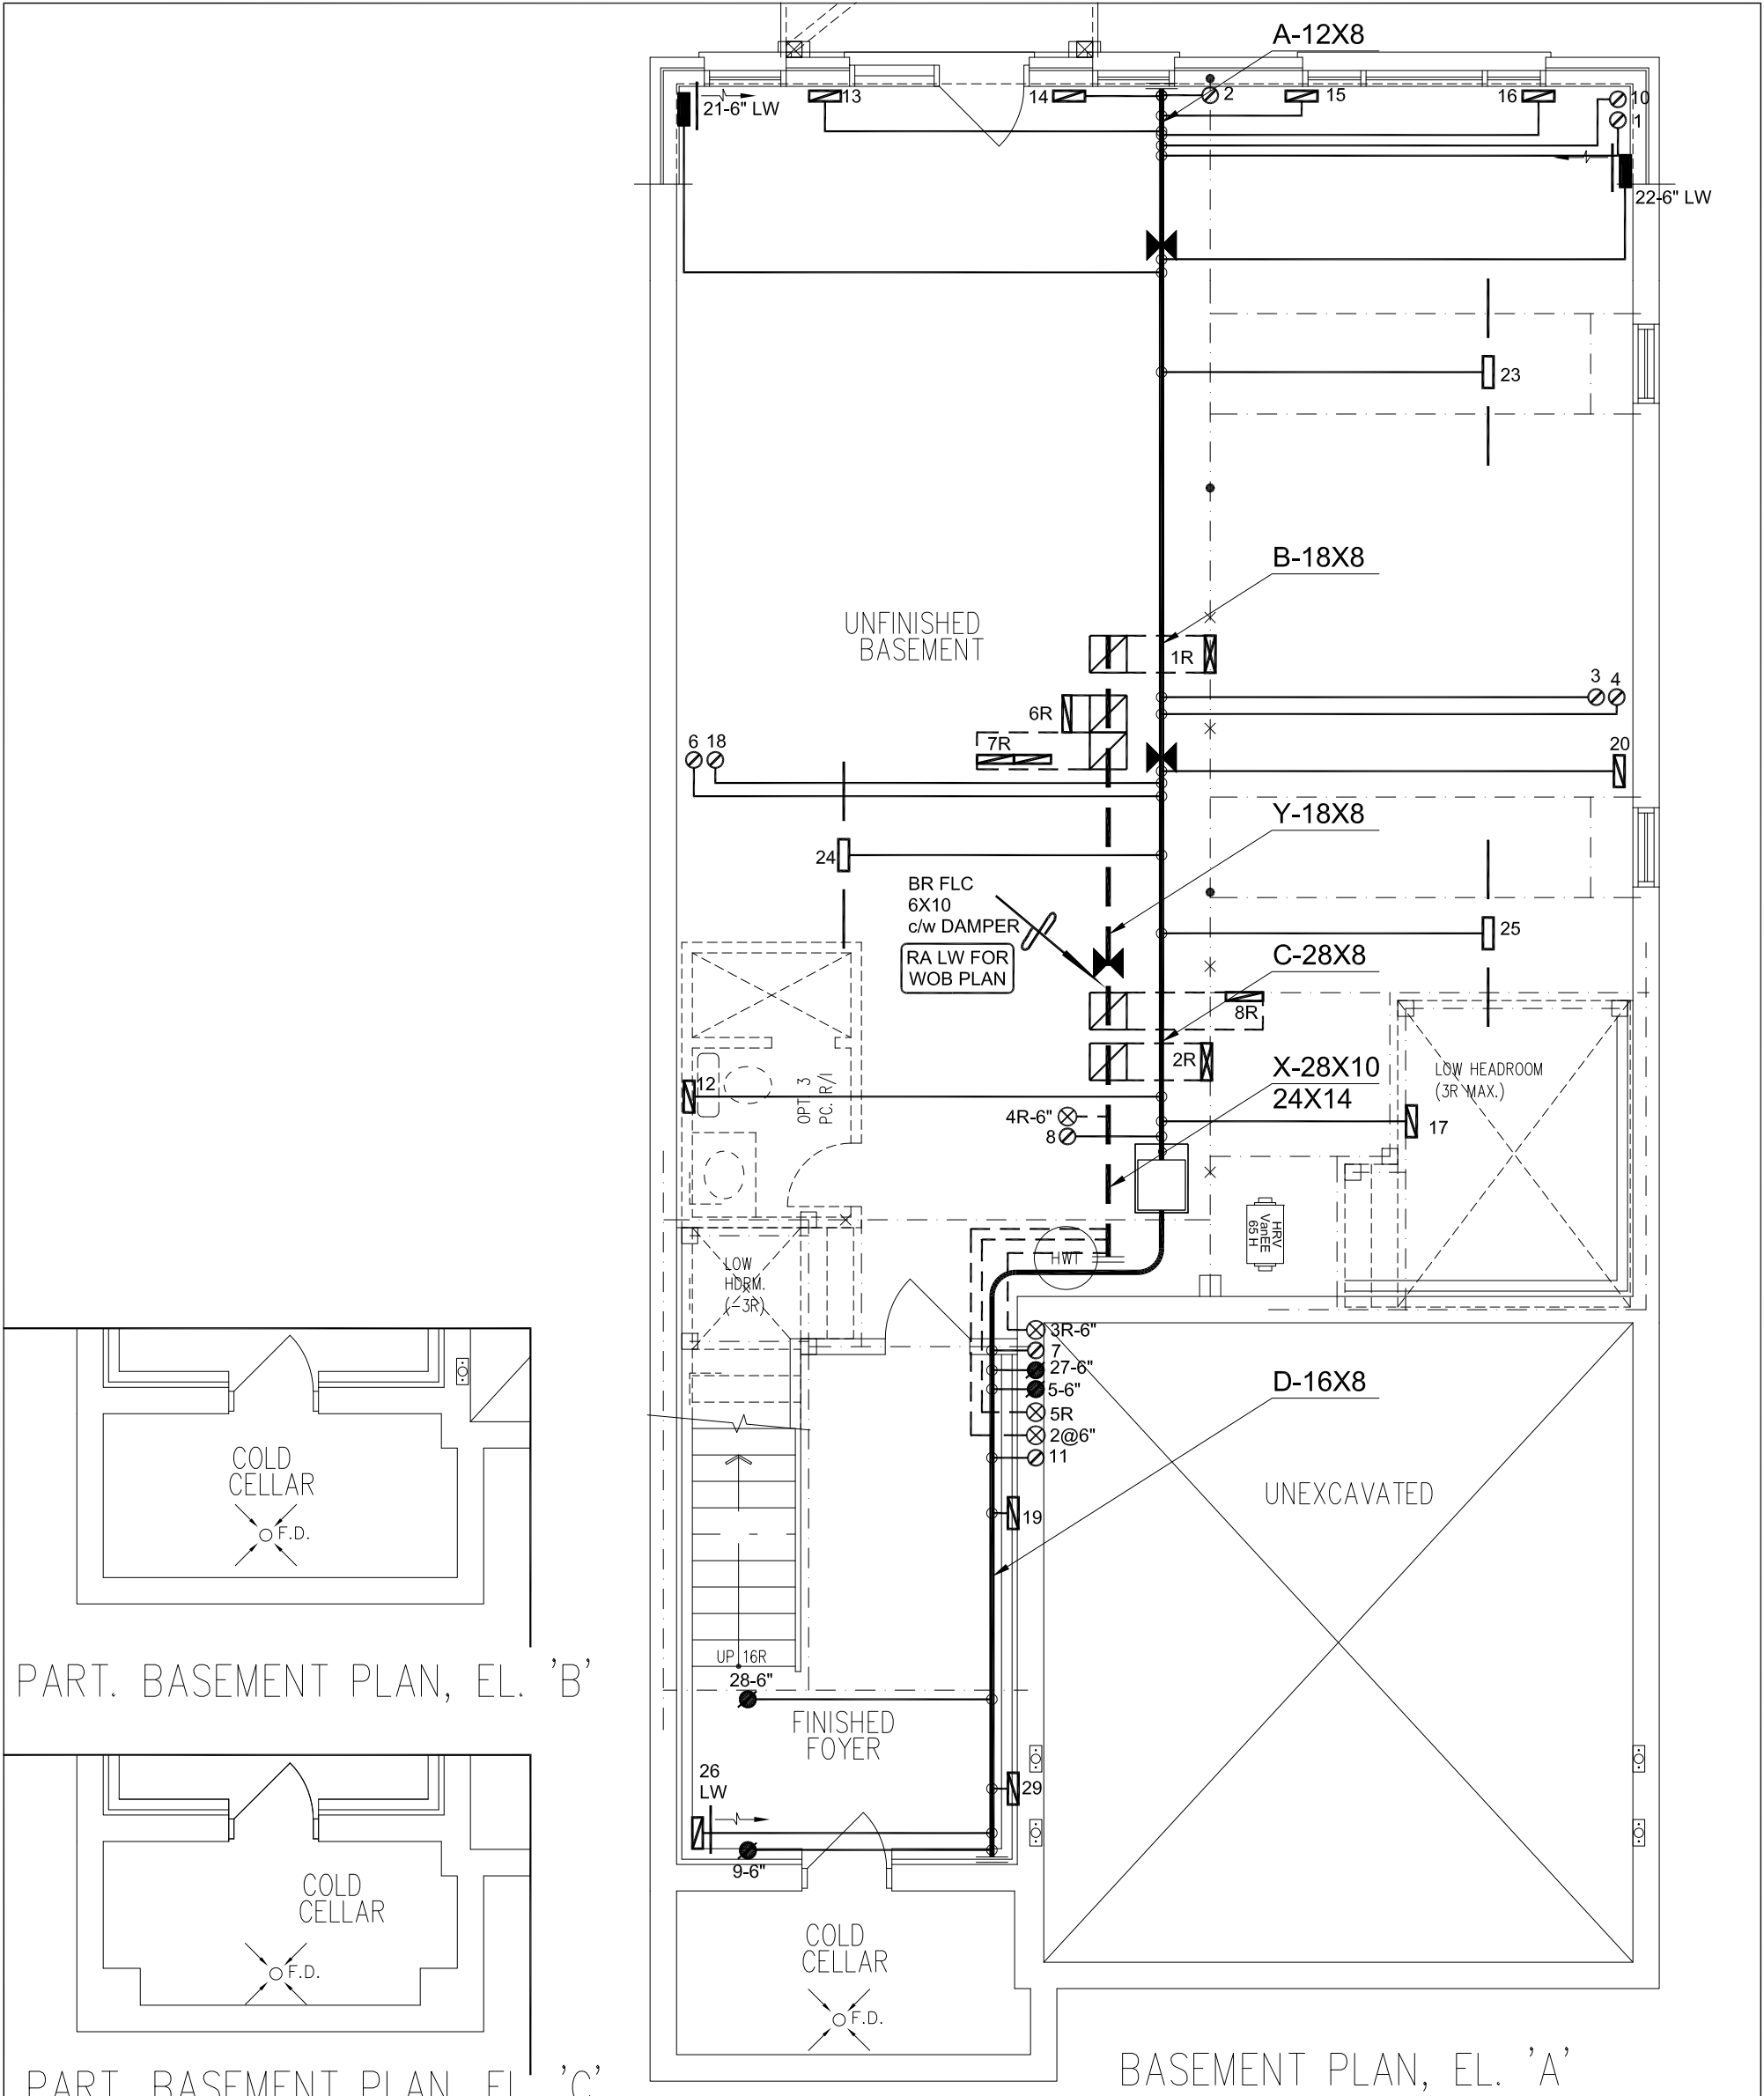 A-12X8
21-6" LW
13
14
2
15
16
10
1
22-6" LW
23
B-18X8
UNFINISHED
BASEMENT
1R
3 4
6R
7R
6 18
20
Y-18X8
24
BR FLC
6X10
c/w DAMPER
25
RA LW FOR
WOB PLAN
C-28X8
8R
2R
X-28X10
24X14
LOW HEADROOM
(3R MAX.)
12
OPT 3
PC. R/I
4R-6"
8
17
HRV
VanEE
65 H
HWT
LOW
HDRM.
(-3R)
3R-6"
7
27-6"
5-6"
5R
2@6"
11
D-16X8
19
UNEXCAVATED
COLD
CELLAR
F.D.
PART. BASEMENT PLAN, EL. 'B'
UP 16R
28-6"
FINISHED
FOYER
26
LW
29
9-6"
COLD
CELLAR
F.D.
COLD
CELLAR
F.D.
PART. BASEMENT PLAN, EL. 'C'
BASEMENT PLAN, EL. 'A'